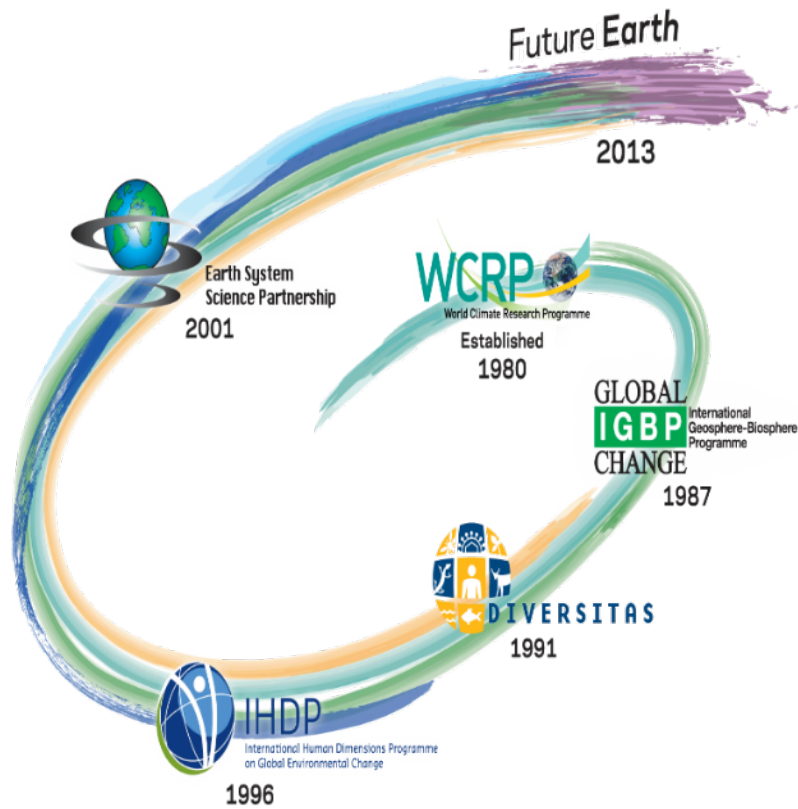 Future Earth
2013
Earth System
Science Partnership
2001
WCRP
World Climate Research Programme
Established
1980
GLOBAL
IGBP
CHANGE
International
Geosphere-Biosphere
Programme
1987
DIVERSITAS
1991
IHDP
International Human Dimensions Programme
on Global Environmental Change
1996